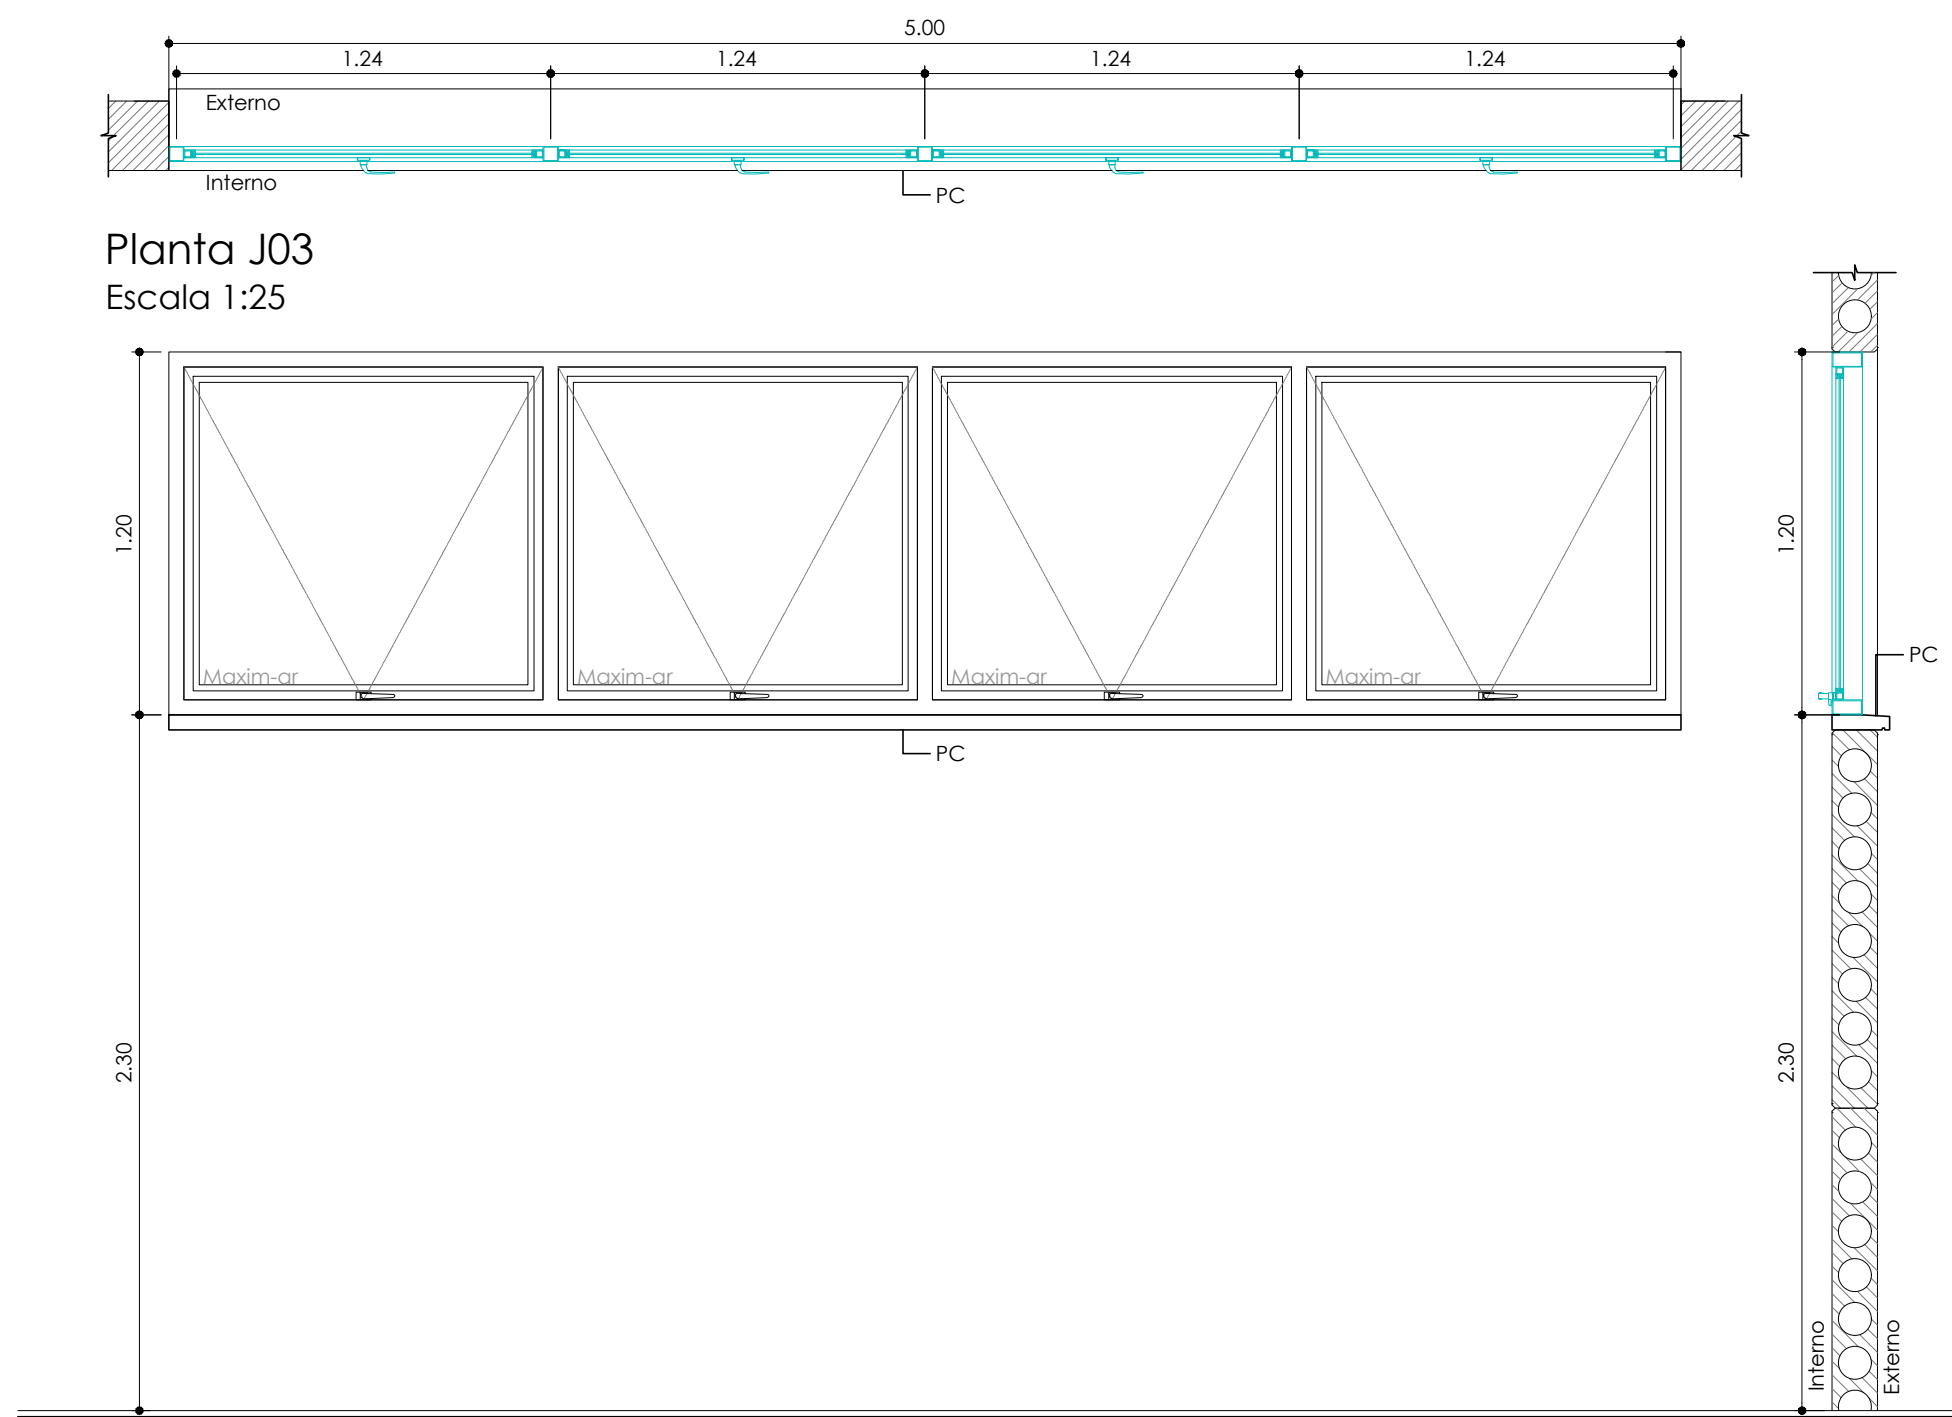 5.00
1.24 1.24 1.24 1.24
Externo
Interno
PC
Planta J03
Escala 1:25
1.20
1.20
PC
Maxim-ar Maxim-ar Maxim-ar Maxim-ar
PC
2.30
2.30
Interno
Externo